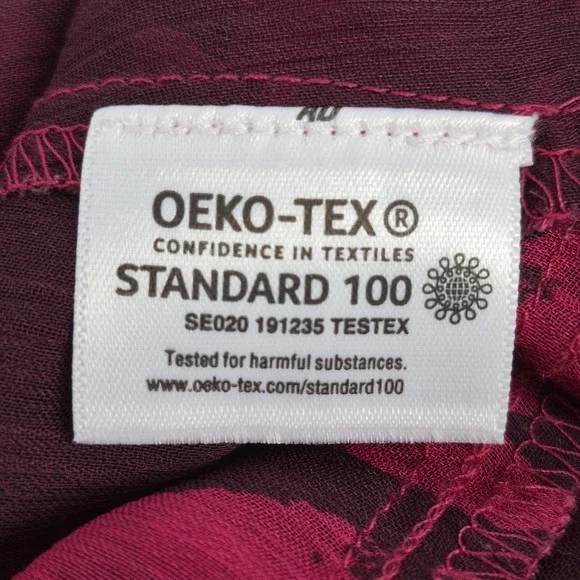 OEKO-TEX®
CONFIDENCE IN TEXTILES
STANDARD 100
SE020 191235 TESTEX
Tested for harmful substances.
www.oeko-tex.com/standard100